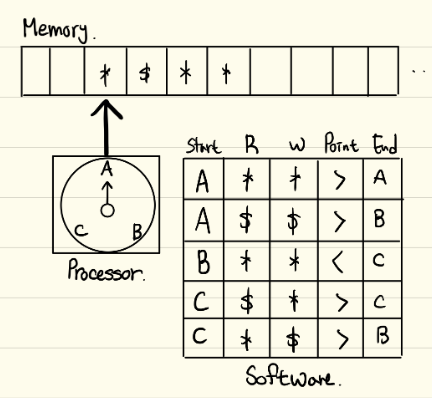 Memory.
* $ * * ..
Start R W Point End
A * * > A
A $ $ > B
B * * < C
C $ * > C
C * $ > B
A
C B
Processor.
Software.